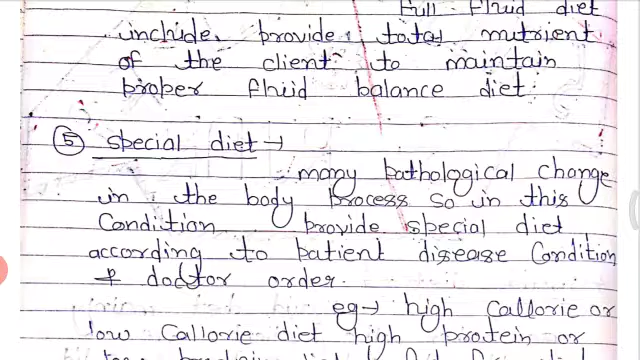 Full Fluid diet
include provide total nutrient
of the client to maintain
proper fluid balance diet.
⑤ Special diet →
many pathological change
in the body process so in this
Condition provide special diet
according to patient disease Condition
+ doctor order.
eg → high callorie or
low callorie diet high protein or